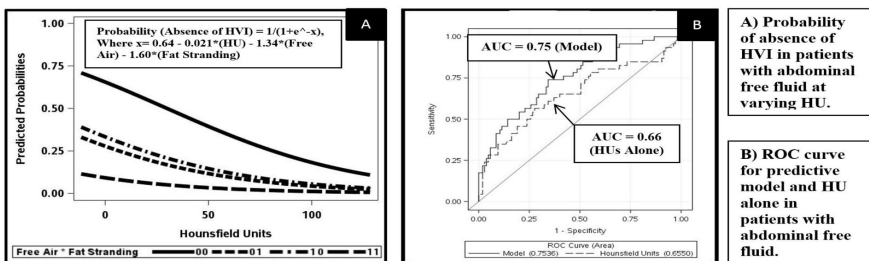 A
Probability (Absence of HVI) = 1/(1+e^-x),
Where x= 0.64 - 0.021*(HU) - 1.34*(Free
Air) - 1.60*(Fat Stranding)
Predicted Probabilities
1.00
0.75
0.50
0.25
0.00
0
50
100
Hounsfield Units
Free Air * Fat Stranding 00 01 10 11
B
AUC = 0.75 (Model)
AUC = 0.66
(HUs Alone)
Sensitivity
1.00
0.75
0.50
0.25
0.00
0.00
0.25
0.50
0.75
1.00
1 - Specificity
ROC Curve (Area)
Model (0.7536) Hounsfield Units (0.6550)
A) Probability
of absence of
HVI in patients
with abdominal
free fluid at
varying HU.
B) ROC curve
for predictive
model and HU
alone in
patients with
abdominal free
fluid.